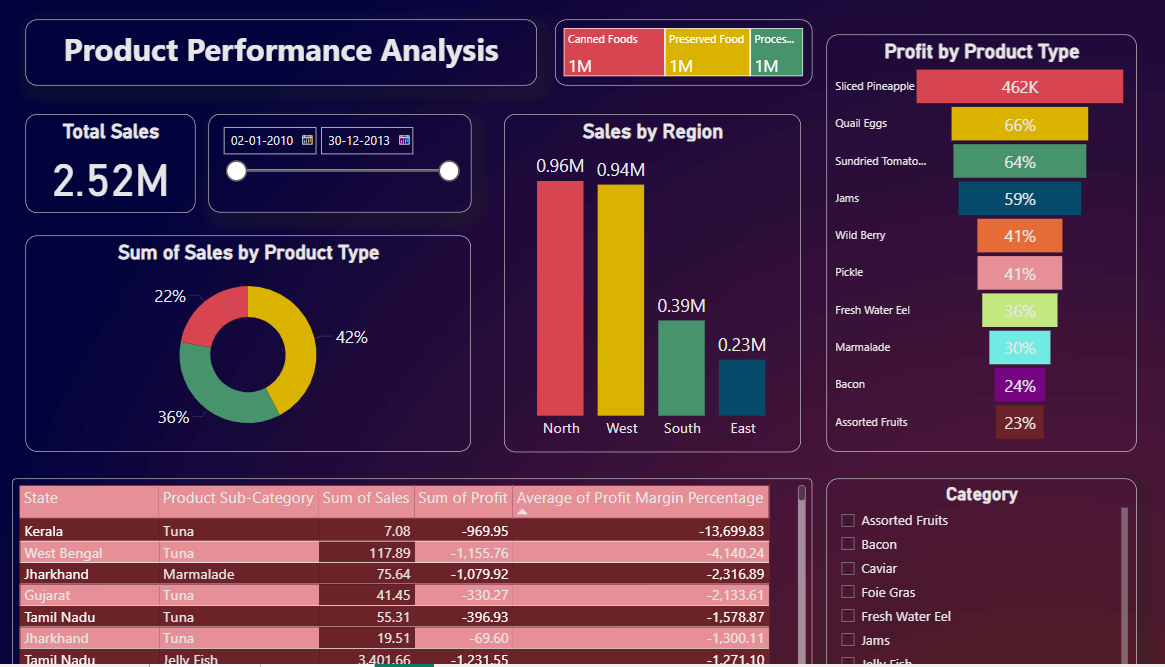 Product Performance Analysis
Canned Foods
1M
Preserved Food
1M
Proces...
1M
Total Sales
2.52M
02-01-2010
30-12-2013
Sum of Sales by Product Type
22%
42%
36%
Sales by Region
0.96M
0.94M
0.39M
0.23M
North West South East
Profit by Product Type
Sliced Pineapple 462K
Quail Eggs 66%
Sundried Tomato... 64%
Jams 59%
Wild Berry 41%
Pickle 41%
Fresh Water Eel 36%
Marmalade 30%
Bacon 24%
Assorted Fruits 23%
State Product Sub-Category Sum of Sales Sum of Profit Average of Profit Margin Percentage
Kerala Tuna 7.08 -969.95 -13,699.83
West Bengal Tuna 117.89 -1,155.76 -4,140.24
Jharkhand Marmalade 75.64 -1,079.92 -2,316.89
Gujarat Tuna 41.45 -330.27 -2,133.61
Tamil Nadu Tuna 55.31 -396.93 -1,578.87
Jharkhand Tuna 19.51 -69.60 -1,300.11
Tamil Nadu Jelly Fish 3,401.66 -1,231.55 -1,271.10
Category
Assorted Fruits
Bacon
Caviar
Foie Gras
Fresh Water Eel
Jams
Jelly Fish